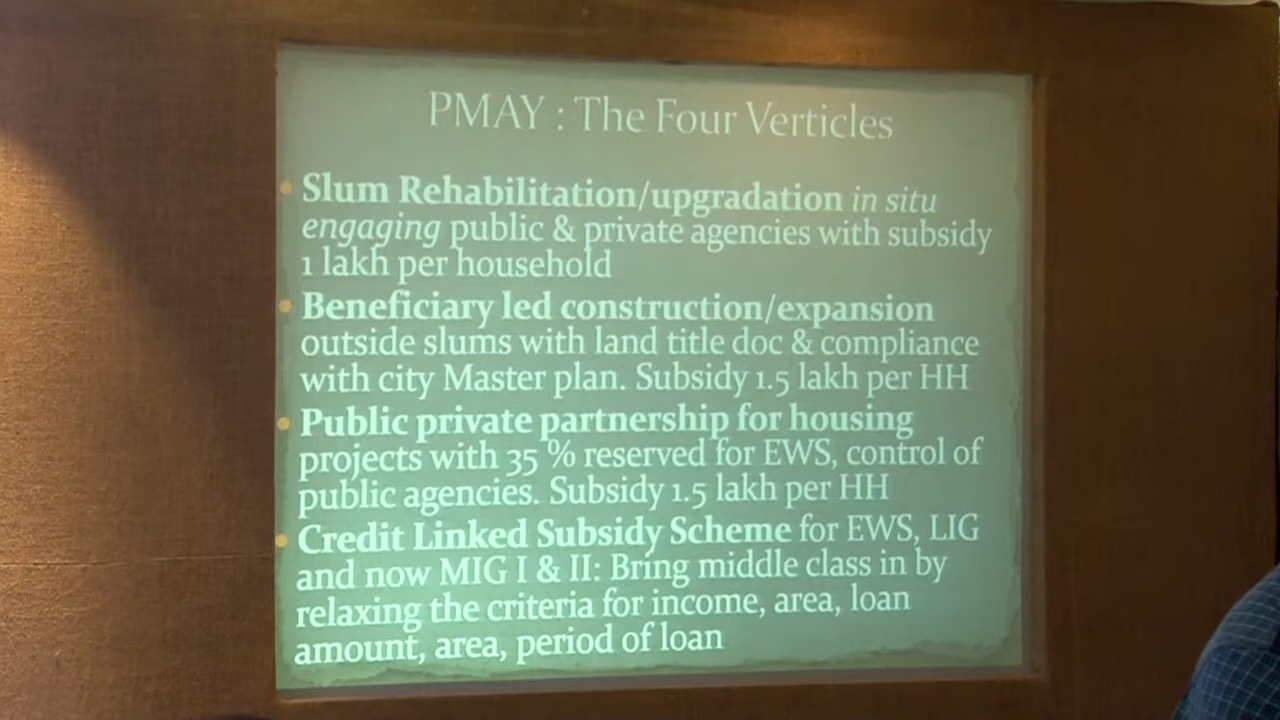 PMAY : The Four Verticles
• Slum Rehabilitation/upgradation in situ
engaging public & private agencies with subsidy
1 lakh per household
• Beneficiary led construction/expansion
outside slums with land title doc & compliance
with city Master plan. Subsidy 1.5 lakh per HH
• Public private partnership for housing
projects with 35 % reserved for EWS, control of
public agencies. Subsidy 1.5 lakh per HH
• Credit Linked Subsidy Scheme for EWS, LIG
and now MIG I & II: Bring middle class in by
relaxing the criteria for income, area, loan
amount, area, period of loan